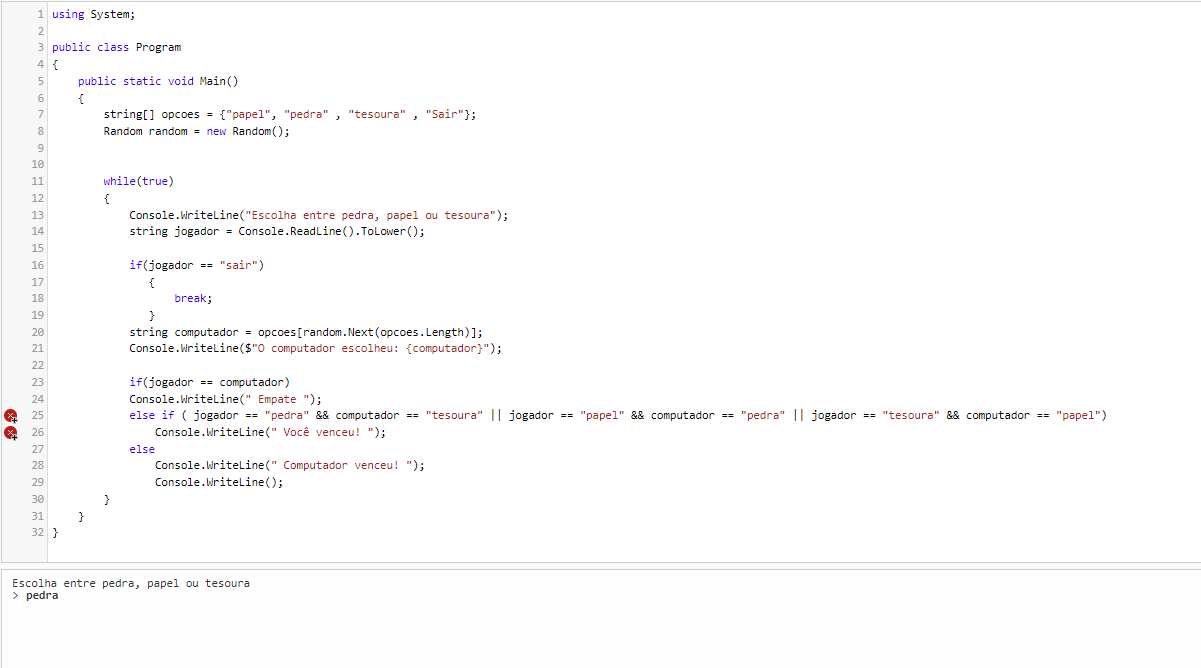 1 using System;
2
3 public class Program
4 {
5     public static void Main()
6     {
7         string[] opcoes = {"papel", "pedra" , "tesoura" , "Sair"};
8         Random random = new Random();
9
10
11         while(true)
12         {
13             Console.WriteLine("Escolha entre pedra, papel ou tesoura");
14             string jogador = Console.ReadLine().ToLower();
15
16             if(jogador == "sair")
17                {
18                    break;
19                }
20             string computador = opcoes[random.Next(opcoes.Length)];
21             Console.WriteLine($"O computador escolheu: {computador}");
22
23             if(jogador == computador)
24             Console.WriteLine(" Empate ");
25             else if ( jogador == "pedra" && computador == "tesoura" || jogador == "papel" && computador == "pedra" || jogador == "tesoura" && computador == "papel")
26                 Console.WriteLine(" Você venceu! ");
27             else
28                 Console.WriteLine(" Computador venceu! ");
29                 Console.WriteLine();
30         }
31     }
32 }
Escolha entre pedra, papel ou tesoura
> pedra